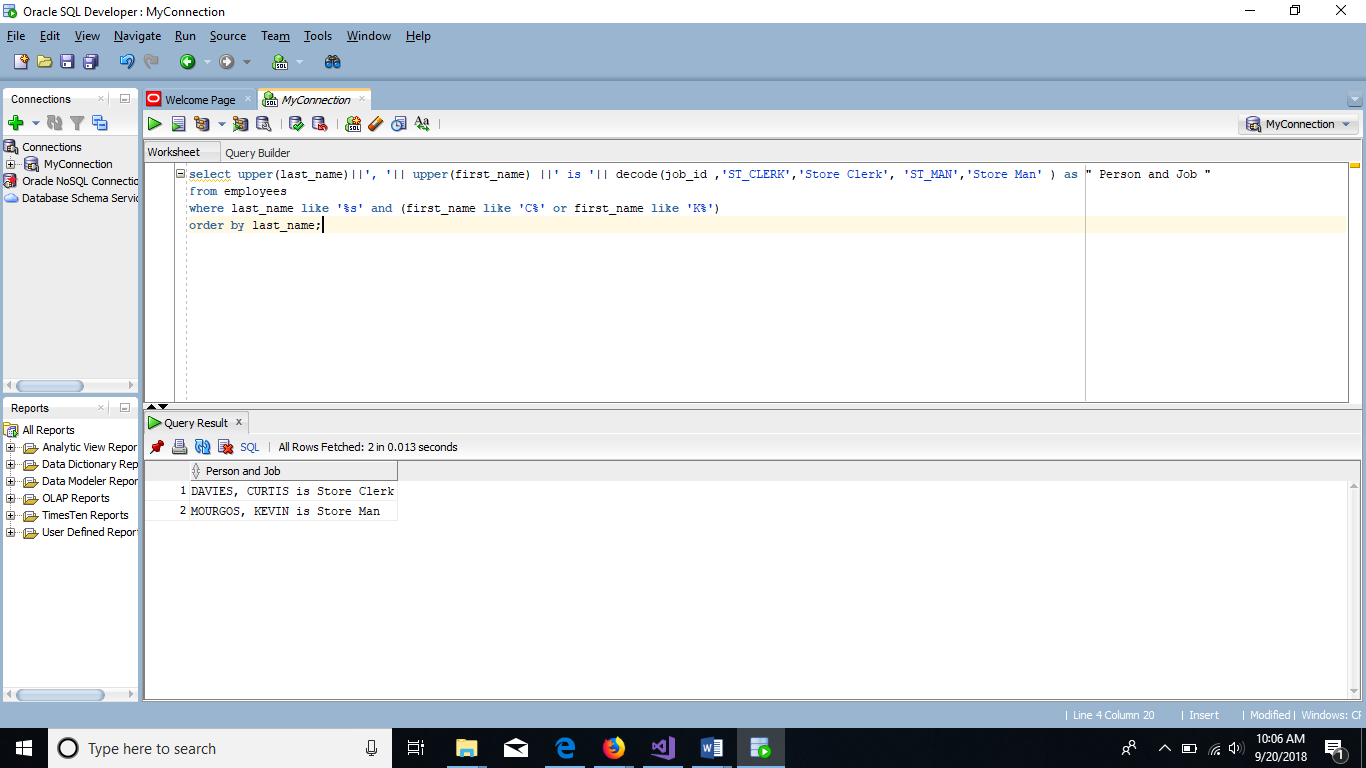 Oracle SQL Developer : MyConnection
File Edit View Navigate Run Source Team Tools Window Help
Connections
Connections
MyConnection
Oracle NoSQL Connectio
Database Schema Servic
Reports
All Reports
Analytic View Repor
Data Dictionary Rep
Data Modeler Repor
OLAP Reports
TimesTen Reports
User Defined Repor
Welcome Page
MyConnection
MyConnection
Worksheet Query Builder
select upper(last_name)||', '|| upper(first_name) ||' is '|| decode(job_id ,'ST_CLERK','Store Clerk', 'ST_MAN','Store Man' ) as " Person and Job "
from employees
where last_name like '%s' and (first_name like 'C%' or first_name like 'K%')
order by last_name;
Query Result
SQL | All Rows Fetched: 2 in 0.013 seconds
Person and Job
1 DAVIES, CURTIS is Store Clerk
2 MOURGOS, KEVIN is Store Man
| Line 4 Column 20 | Insert | Modified | Windows: CF
Type here to search
10:06 AM
9/20/2018
1